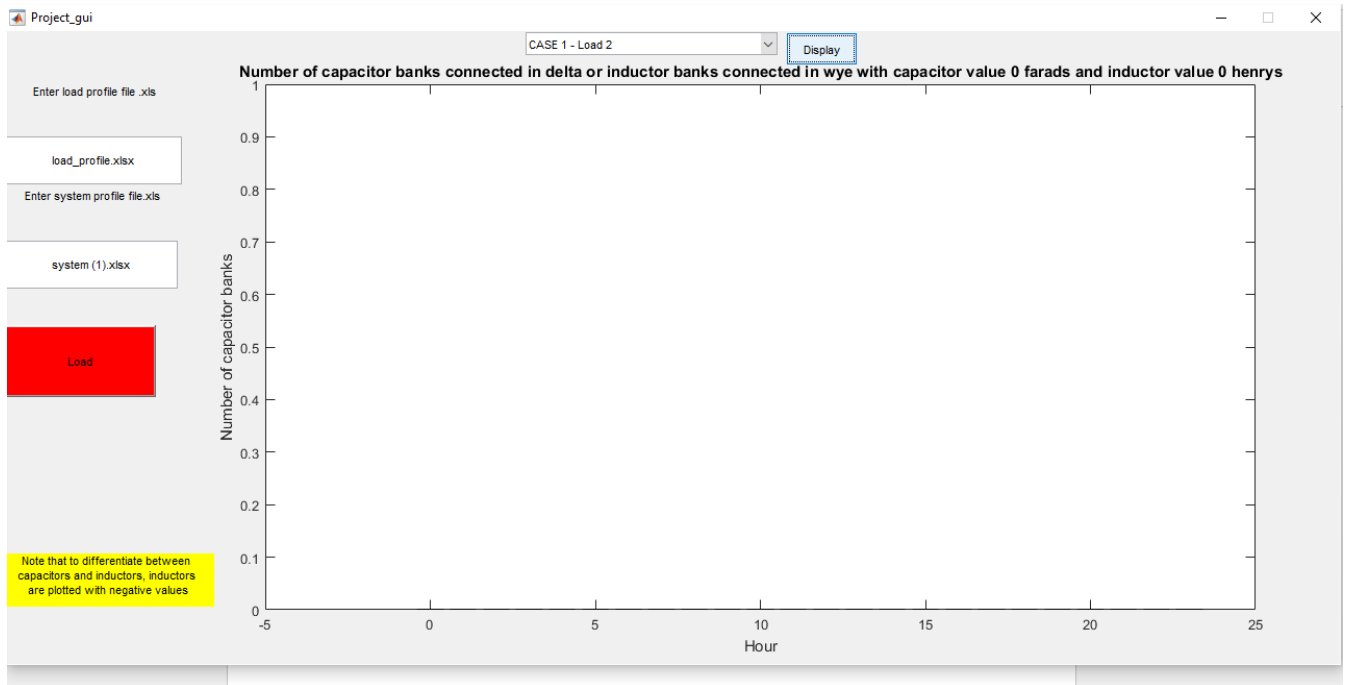 Project_gui
CASE 1 - Load 2
Display
Number of capacitor banks connected in delta or inductor banks connected in wye with capacitor value 0 farads and inductor value 0 henrys
Enter load profile file .xls
load_profile.xlsx
Enter system profile file.xls
system (1).xlsx
Load
Note that to differentiate between
capacitors and inductors, inductors
are plotted with negative values
Number of capacitor banks
1
0.9
0.8
0.7
0.6
0.5
0.4
0.3
0.2
0.1
0
-5
0
5
10
15
20
25
Hour